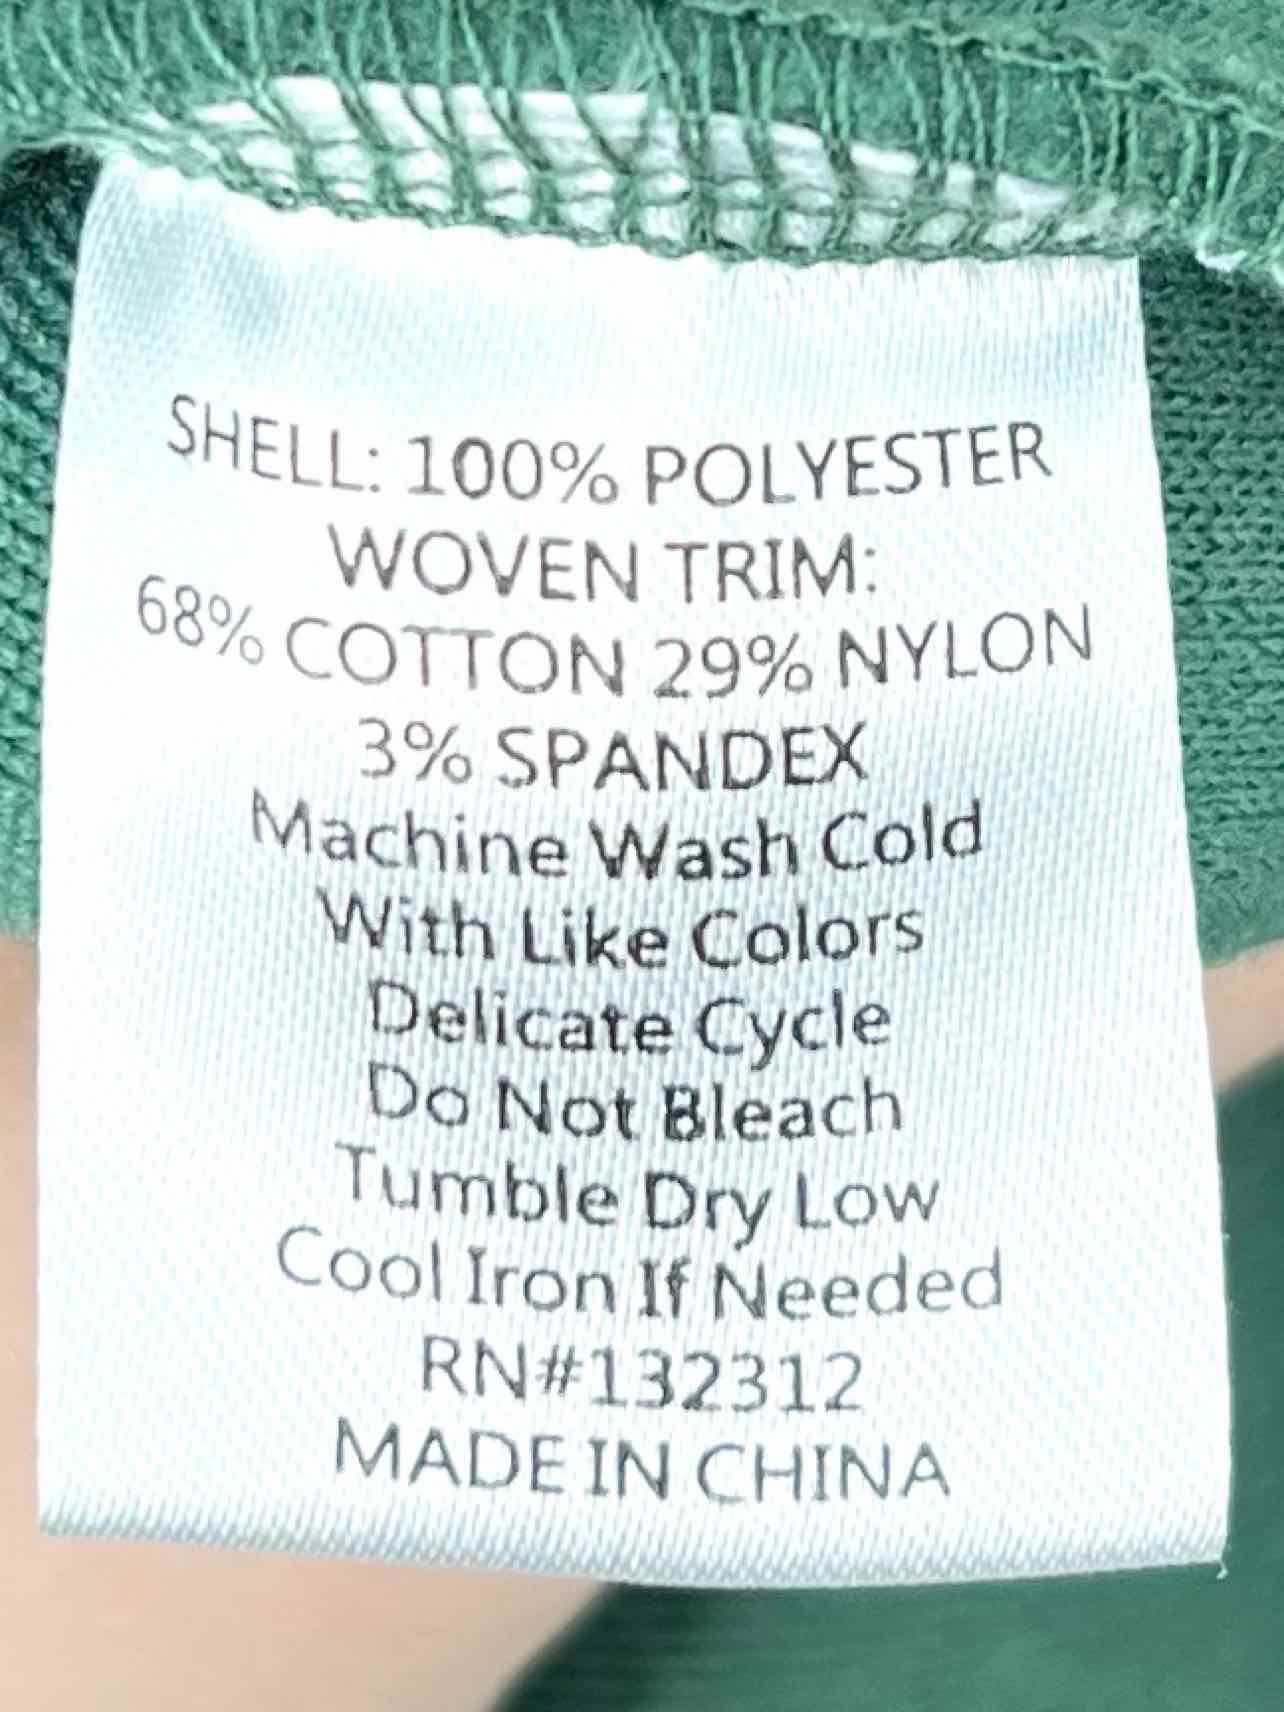 SHELL: 100% POLYESTER
WOVEN TRIM:
68% COTTON 29% NYLON
3% SPANDEX
Machine Wash Cold
With Like Colors
Delicate Cycle
Do Not Bleach
Tumble Dry Low
Cool Iron If Needed
RN#132312
MADE IN CHINA